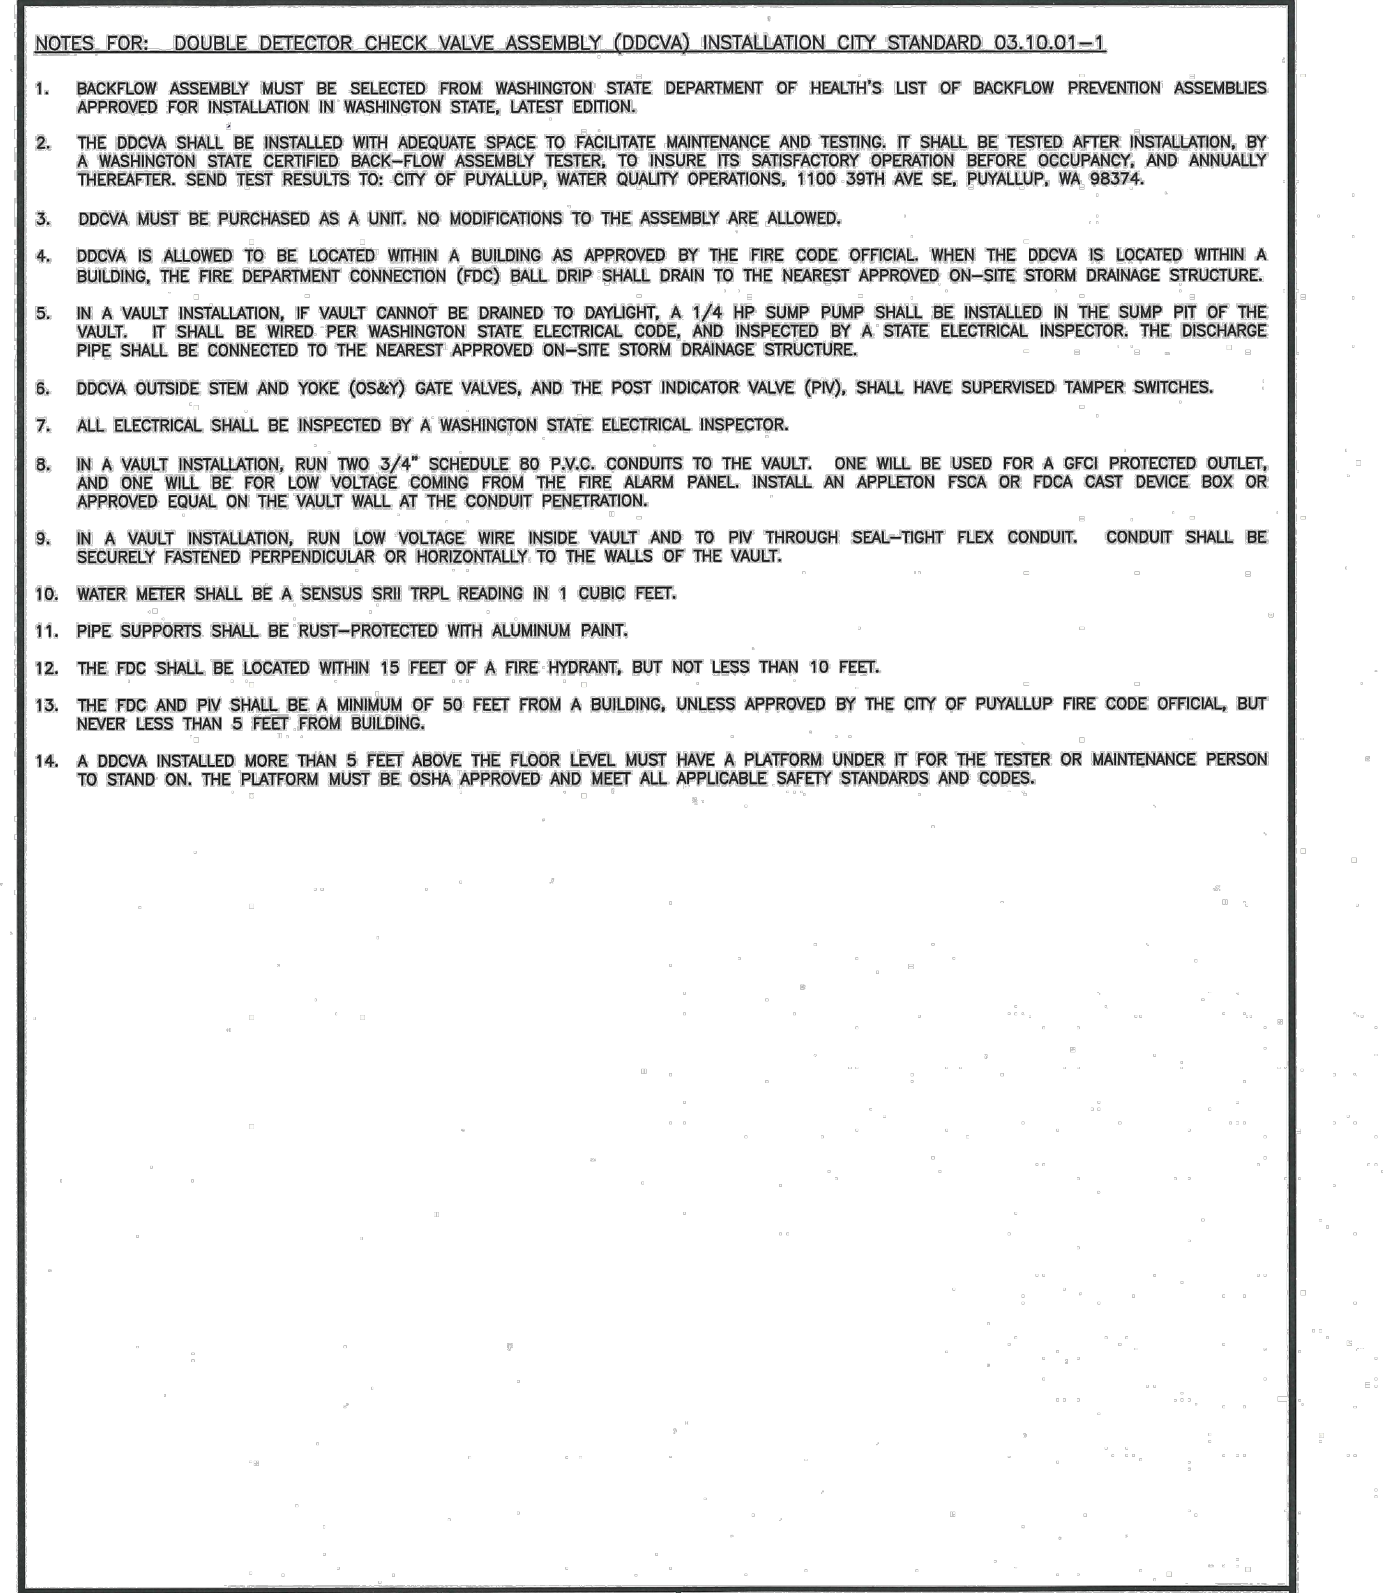 NOTES FOR: DOUBLE DETECTOR CHECK VALVE ASSEMBLY (DDCVA) INSTALLATION CITY STANDARD 03.10.01-1
1. BACKFLOW ASSEMBLY MUST BE SELECTED FROM WASHINGTON STATE DEPARTMENT OF HEALTH'S LIST OF BACKFLOW PREVENTION ASSEMBLIES
APPROVED FOR INSTALLATION IN WASHINGTON STATE, LATEST EDITION.
2. THE DDCVA SHALL BE INSTALLED WITH ADEQUATE SPACE TO FACILITATE MAINTENANCE AND TESTING. IT SHALL BE TESTED AFTER INSTALLATION, BY
A WASHINGTON STATE CERTIFIED BACK-FLOW ASSEMBLY TESTER, TO INSURE ITS SATISFACTORY OPERATION BEFORE OCCUPANCY, AND ANNUALLY
THEREAFTER. SEND TEST RESULTS TO: CITY OF PUYALLUP, WATER QUALITY OPERATIONS, 1100 39TH AVE SE, PUYALLUP, WA 98374.
3. DDCVA MUST BE PURCHASED AS A UNIT. NO MODIFICATIONS TO THE ASSEMBLY ARE ALLOWED.
4. DDCVA IS ALLOWED TO BE LOCATED WITHIN A BUILDING AS APPROVED BY THE FIRE CODE OFFICIAL. WHEN THE DDCVA IS LOCATED WITHIN A
BUILDING, THE FIRE DEPARTMENT CONNECTION (FDC) BALL DRIP SHALL DRAIN TO THE NEAREST APPROVED ON-SITE STORM DRAINAGE STRUCTURE.
5. IN A VAULT INSTALLATION, IF VAULT CANNOT BE DRAINED TO DAYLIGHT, A 1/4 HP SUMP PUMP SHALL BE INSTALLED IN THE SUMP PIT OF THE
VAULT. IT SHALL BE WIRED PER WASHINGTON STATE ELECTRICAL CODE, AND INSPECTED BY A STATE ELECTRICAL INSPECTOR. THE DISCHARGE
PIPE SHALL BE CONNECTED TO THE NEAREST APPROVED ON-SITE STORM DRAINAGE STRUCTURE.
6. DDCVA OUTSIDE STEM AND YOKE (OS&Y) GATE VALVES, AND THE POST INDICATOR VALVE (PIV), SHALL HAVE SUPERVISED TAMPER SWITCHES.
7. ALL ELECTRICAL SHALL BE INSPECTED BY A WASHINGTON STATE ELECTRICAL INSPECTOR.
8. IN A VAULT INSTALLATION, RUN TWO 3/4" SCHEDULE 80 P.V.C. CONDUITS TO THE VAULT. ONE WILL BE USED FOR A GFCI PROTECTED OUTLET,
AND ONE WILL BE FOR LOW VOLTAGE COMING FROM THE FIRE ALARM PANEL. INSTALL AN APPLETON FSCA OR FDCA CAST DEVICE BOX OR
APPROVED EQUAL ON THE VAULT WALL AT THE CONDUIT PENETRATION.
9. IN A VAULT INSTALLATION, RUN LOW VOLTAGE WIRE INSIDE VAULT AND TO PIV THROUGH SEAL-TIGHT FLEX CONDUIT. CONDUIT SHALL BE
SECURELY FASTENED PERPENDICULAR OR HORIZONTALLY TO THE WALLS OF THE VAULT.
10. WATER METER SHALL BE A SENSUS SRII TRPL READING IN 1 CUBIC FEET.
11. PIPE SUPPORTS SHALL BE RUST-PROTECTED WITH ALUMINUM PAINT.
12. THE FDC SHALL BE LOCATED WITHIN 15 FEET OF A FIRE HYDRANT, BUT NOT LESS THAN 10 FEET.
13. THE FDC AND PIV SHALL BE A MINIMUM OF 50 FEET FROM A BUILDING, UNLESS APPROVED BY THE CITY OF PUYALLUP FIRE CODE OFFICIAL, BUT
NEVER LESS THAN 5 FEET FROM BUILDING.
14. A DDCVA INSTALLED MORE THAN 5 FEET ABOVE THE FLOOR LEVEL MUST HAVE A PLATFORM UNDER IT FOR THE TESTER OR MAINTENANCE PERSON
TO STAND ON. THE PLATFORM MUST BE OSHA APPROVED AND MEET ALL APPLICABLE SAFETY STANDARDS AND CODES.